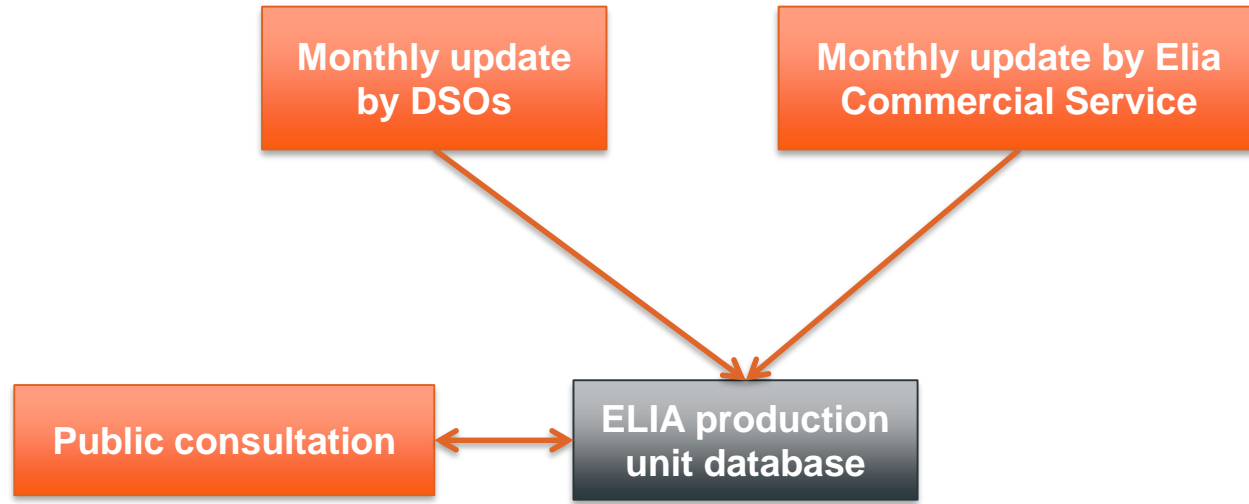 Monthly update
by DSOs
Monthly update by Elia
Commercial Service
Public consultation
ELIA production
unit database